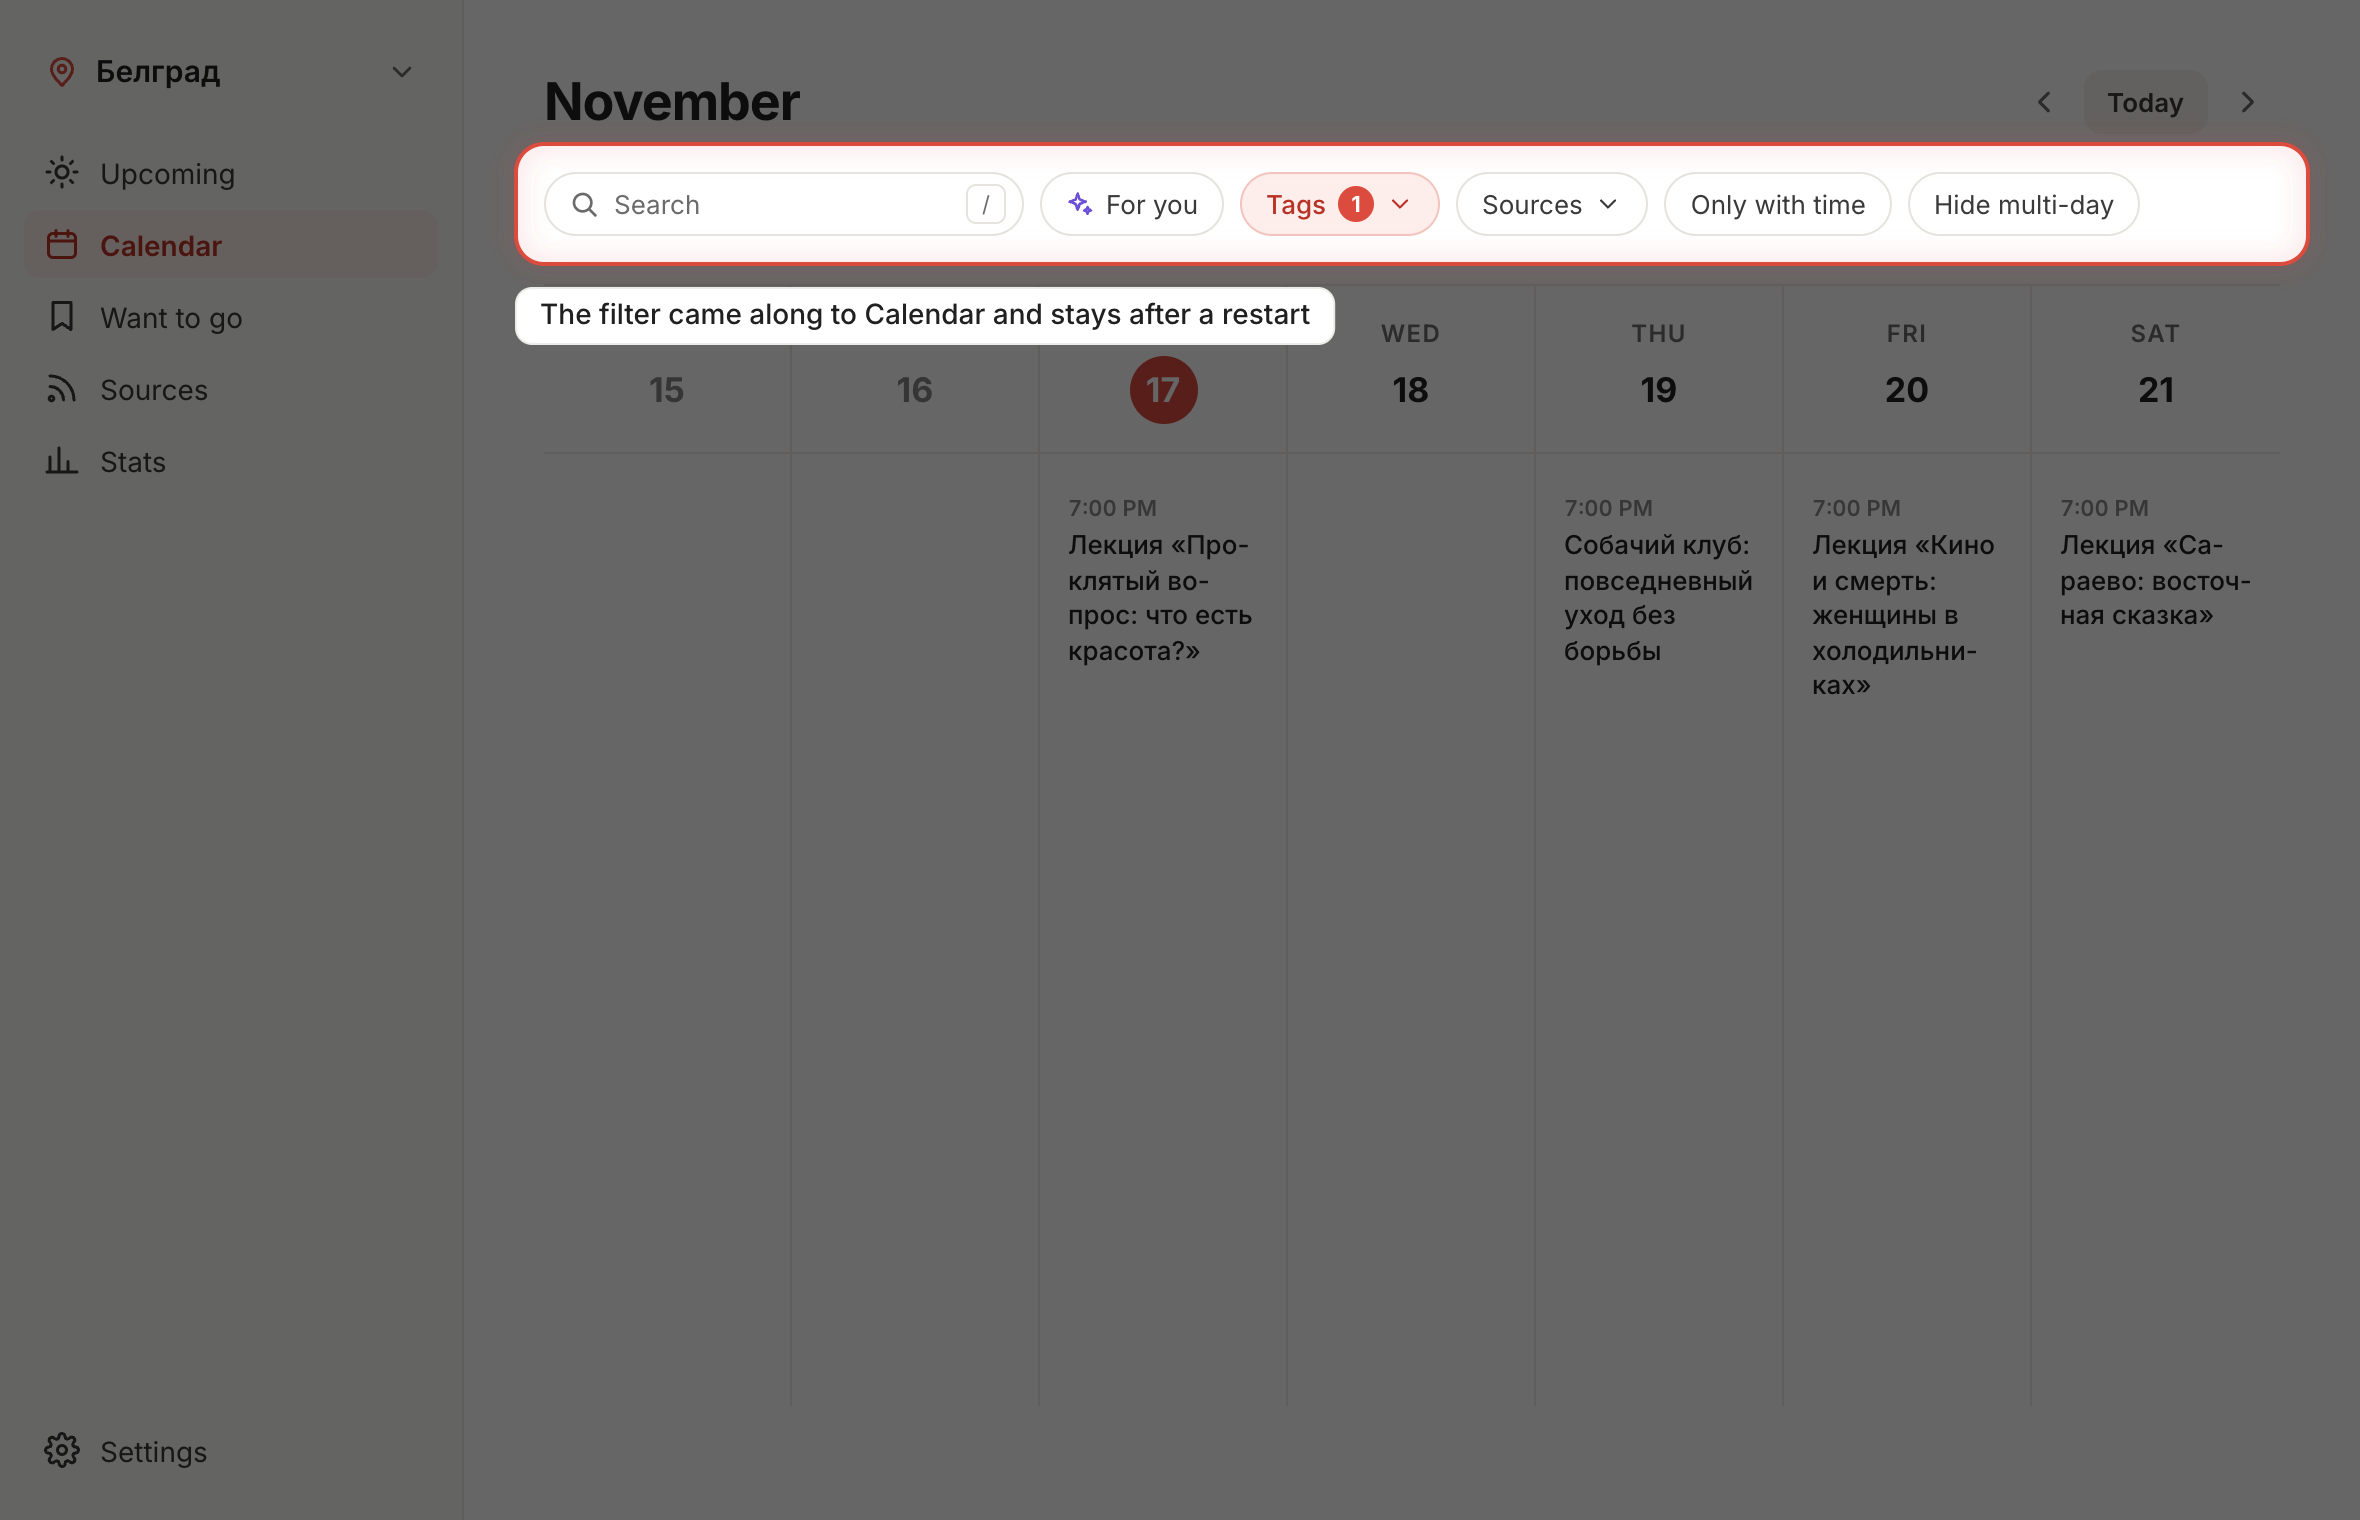 Белград
Upcoming
Calendar
Want to go
Sources
Stats
Settings
November
Today
Search
/
For you
Tags 1
Sources
Only with time
Hide multi-day
The filter came along to Calendar and stays after a restart
WED
THU
FRI
SAT
15
16
17
18
19
20
21
7:00 PM
Лекция «Про-
клятый во-
прос: что есть
красота?»
7:00 PM
Собачий клуб:
повседневный
уход без
борьбы
7:00 PM
Лекция «Кино
и смерть:
женщины в
холодильни-
ках»
7:00 PM
Лекция «Са-
раево: восточ-
ная сказка»